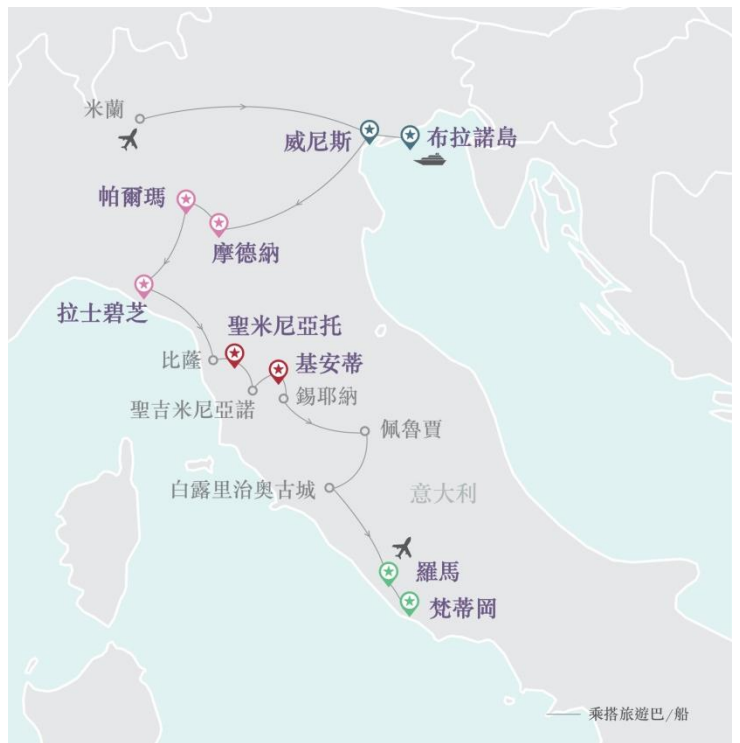 米蘭
威尼斯
布拉諾島
帕爾瑪
摩德納
拉士碧芝
聖米尼亞托
比薩
基安蒂
錫耶納
聖吉米尼亞諾
佩魯賈
白露里治奧古城
意大利
羅馬
梵蒂岡
乘搭旅遊巴/船